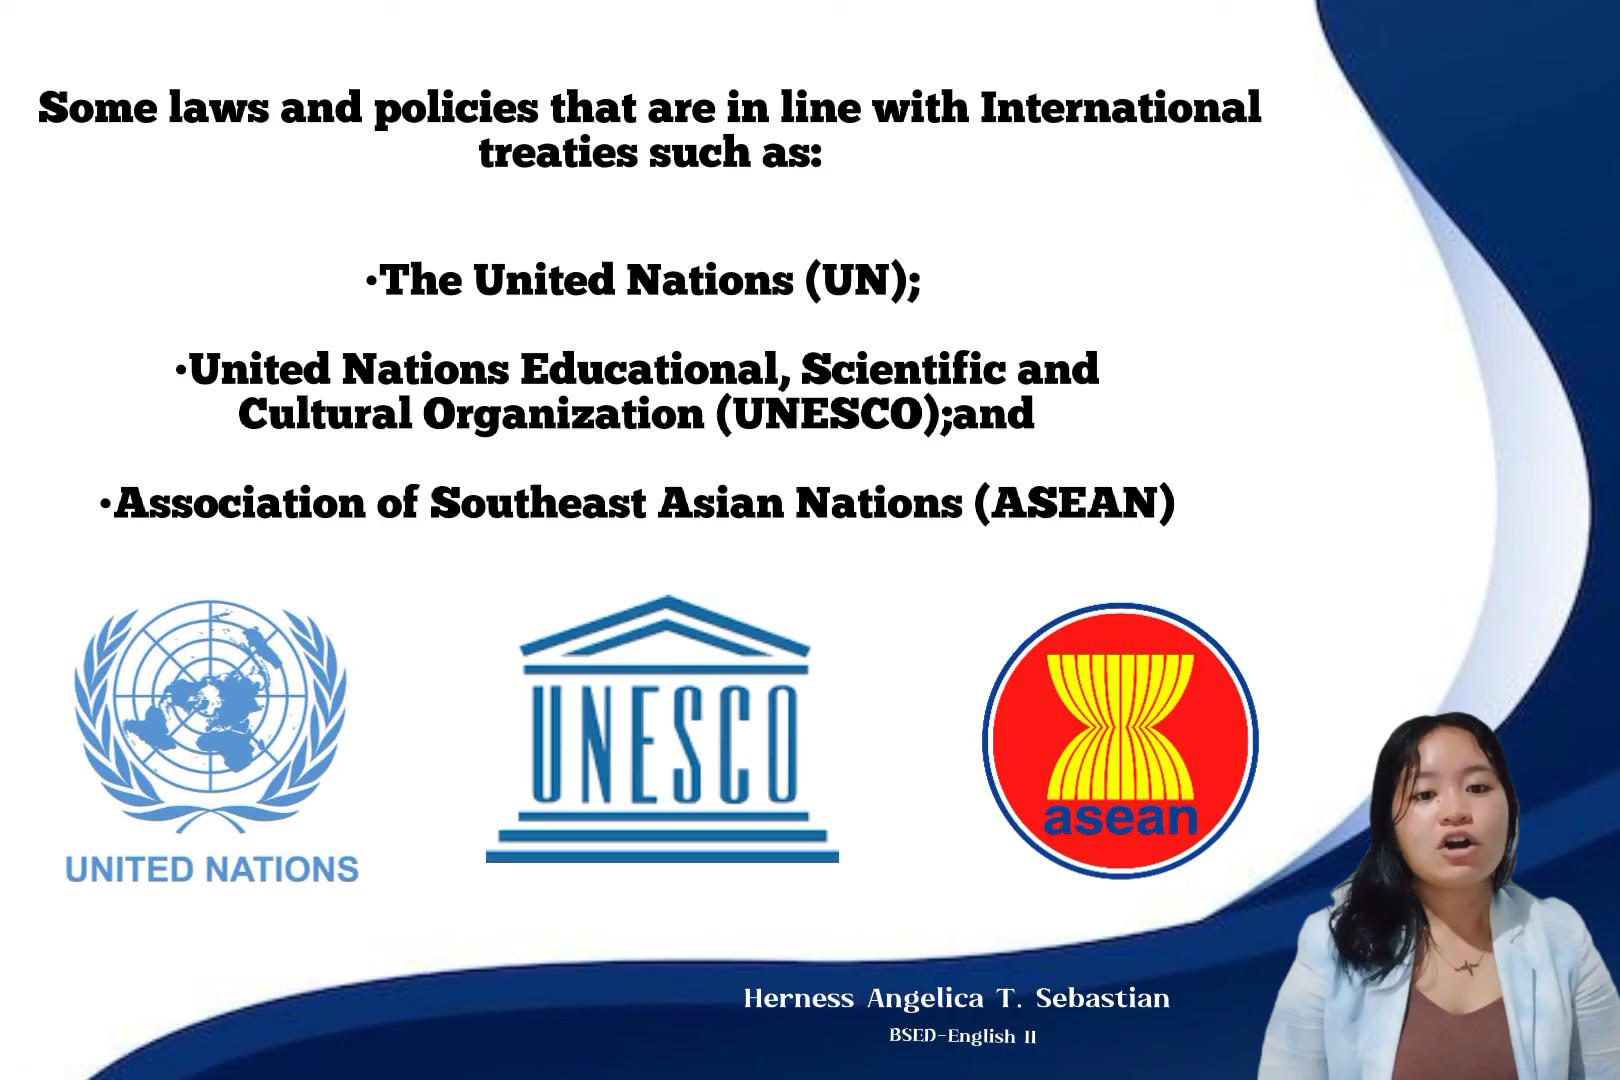 Some laws and policies that are in line with International
treaties such as:
•The United Nations (UN);
•United Nations Educational, Scientific and
Cultural Organization (UNESCO);and
•Association of Southeast Asian Nations (ASEAN)
UNITED NATIONS
UNESCO
asean
Herness Angelica T. Sebastian
BSED-English II